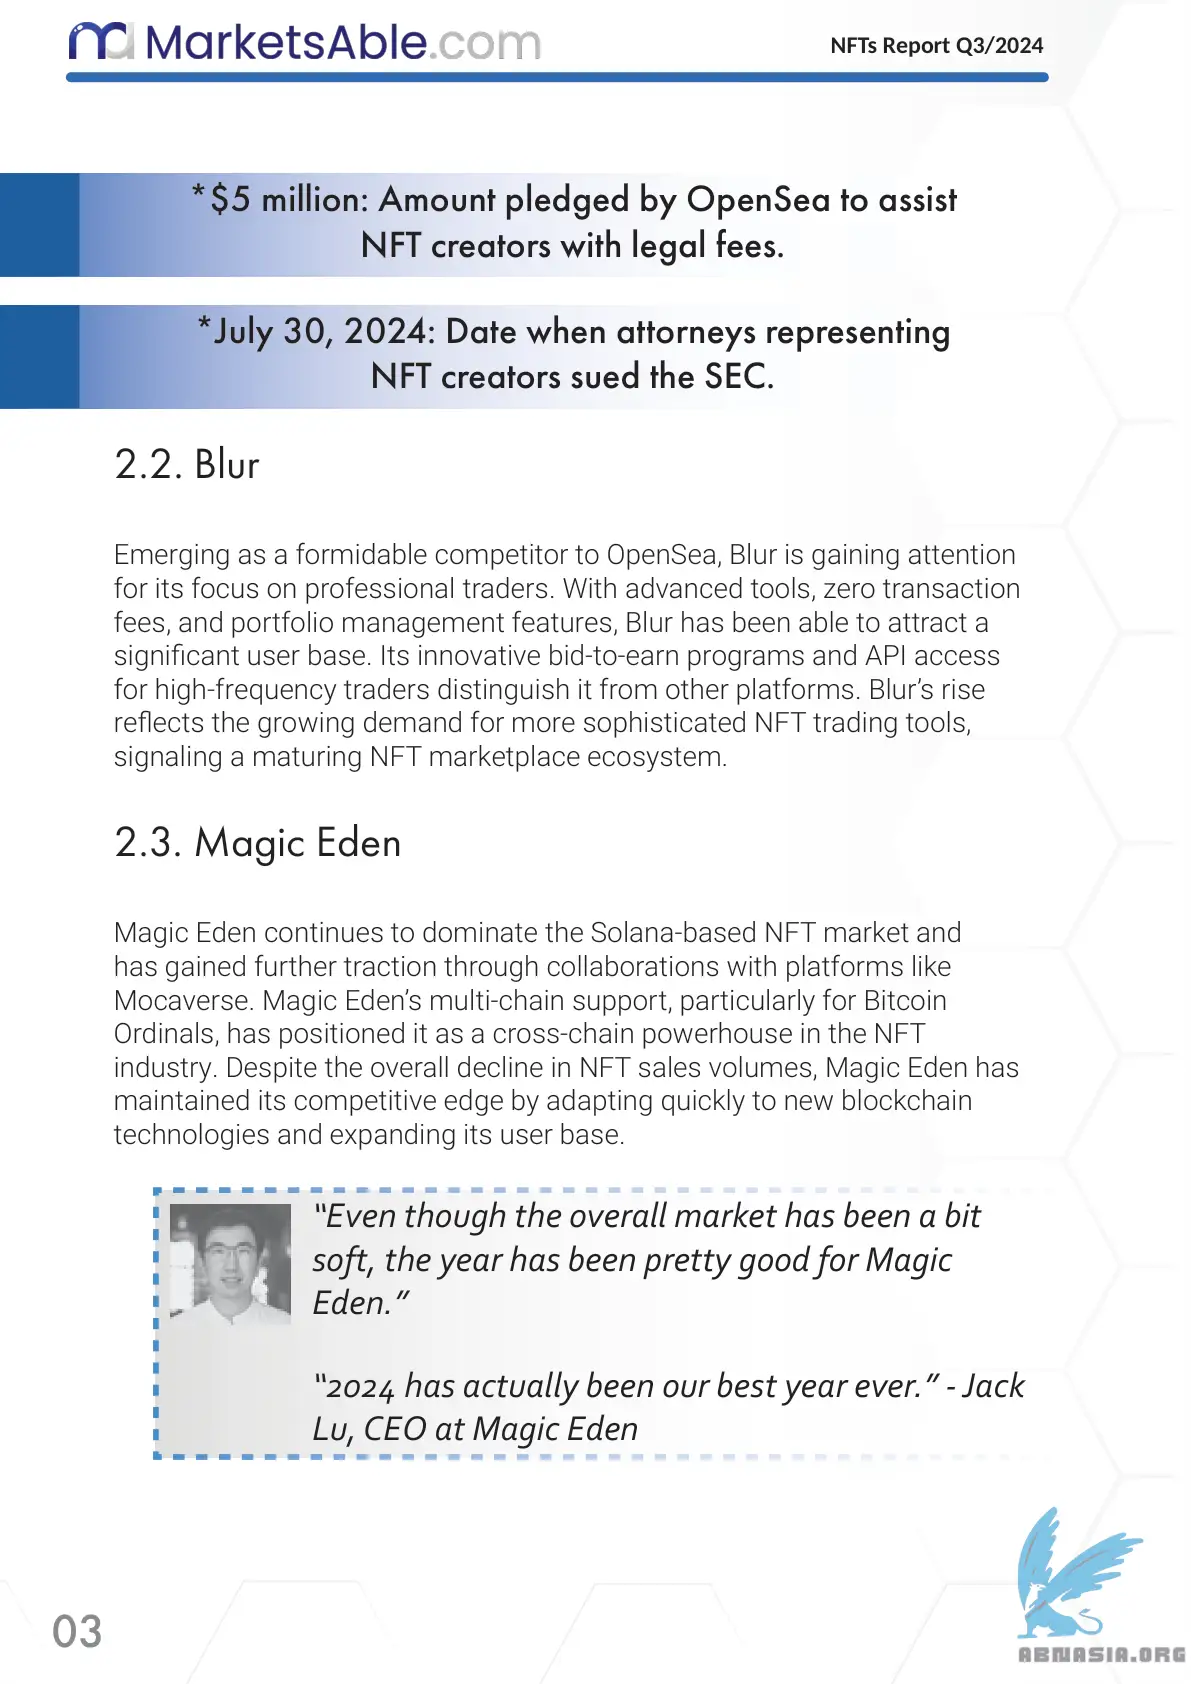 MarketsAble.com
NFTs Report Q3/2024
*$5 million: Amount pledged by OpenSea to assist
NFT creators with legal fees.
*July 30, 2024: Date when attorneys representing
NFT creators sued the SEC.
2.2. Blur
Emerging as a formidable competitor to OpenSea, Blur is gaining attention
for its focus on professional traders. With advanced tools, zero transaction
fees, and portfolio management features, Blur has been able to attract a
significant user base. Its innovative bid-to-earn programs and API access
for high-frequency traders distinguish it from other platforms. Blur’s rise
reflects the growing demand for more sophisticated NFT trading tools,
signaling a maturing NFT marketplace ecosystem.
2.3. Magic Eden
Magic Eden continues to dominate the Solana-based NFT market and
has gained further traction through collaborations with platforms like
Mocaverse. Magic Eden’s multi-chain support, particularly for Bitcoin
Ordinals, has positioned it as a cross-chain powerhouse in the NFT
industry. Despite the overall decline in NFT sales volumes, Magic Eden has
maintained its competitive edge by adapting quickly to new blockchain
technologies and expanding its user base.
“Even though the overall market has been a bit
soft, the year has been pretty good for Magic
Eden.”
“2024 has actually been our best year ever.” - Jack
Lu, CEO at Magic Eden
03
ABNASIA.ORG